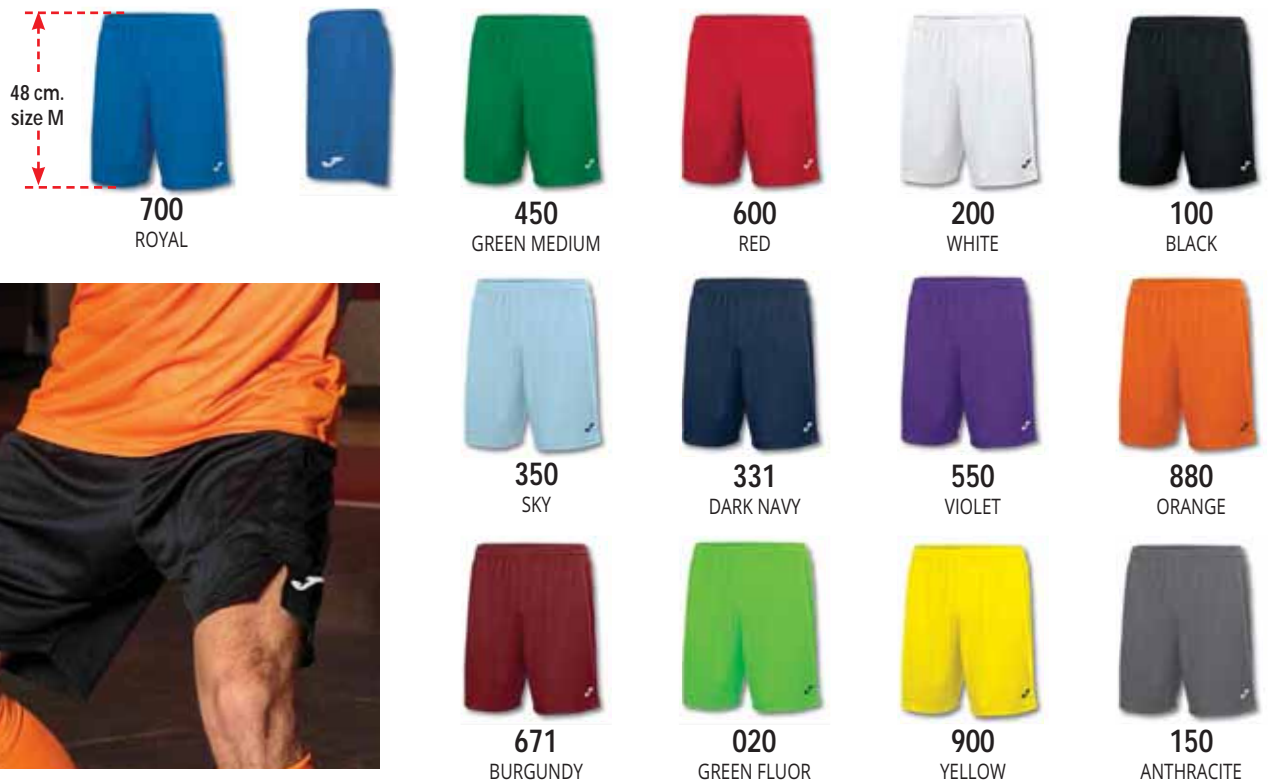 48 cm.
size M
700
ROYAL
450
GREEN MEDIUM
600
RED
200
WHITE
100
BLACK
350
SKY
331
DARK NAVY
550
VIOLET
880
ORANGE
671
BURGUNDY
020
GREEN FLUOR
900
YELLOW
150
ANTHRACITE